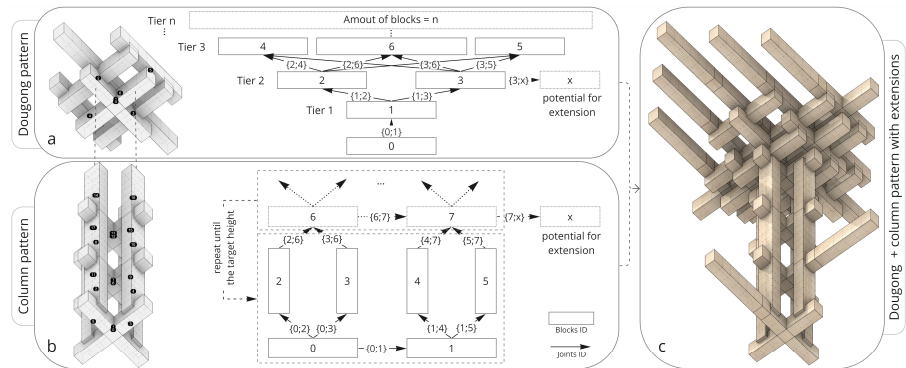 Dougong pattern
a
Tier n
Amout of blocks = n
Tier 3
4
6
5
{2;4}
{2;6}
{3;6}
{3;5}
Tier 2
2
3
{3;x}
x
potential for
extension
{1;2}
{1;3}
Tier 1
1
{0;1}
0
Column pattern
b
repeat until
the target height
...
6
{6;7}
7
{7;x}
x
potential for
extension
{2;6}
{3;6}
{4;7}
{5;7}
2
3
4
5
{0;2}
{0;3}
{1;4}
{1;5}
0
{0;1}
1
Blocks ID
Joints ID
c
Dougong + column pattern with extensions